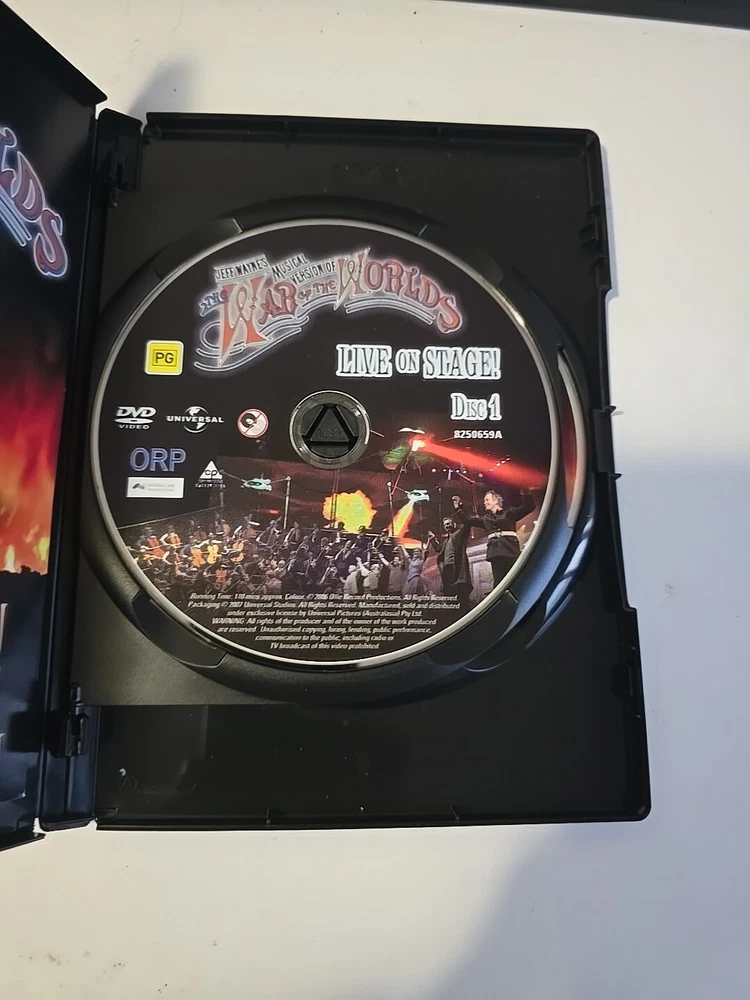 LDS
JEFF WAYNE'S
MUSICAL
VERSION OF
THE WAR OF THE WORLDS
PG
LIVE ON STAGE!
DISC 1
8250659A
DVD
VIDEO
UNIVERSAL
ORP
Running Time: 110 mins approx. Colour. © 2006 Ollie Record Productions. All Rights Reserved.
Packaging © 2007 Universal Studios. All Rights Reserved. Manufactured, sold and distributed
under exclusive license by Universal Pictures (Australasia) Pty Ltd.
WARNING: All rights of the producer and of the owner of the work produced
are reserved. Unauthorised copying, hiring, lending, public performance,
communication to the public, including radio or
TV broadcast of this video prohibited.